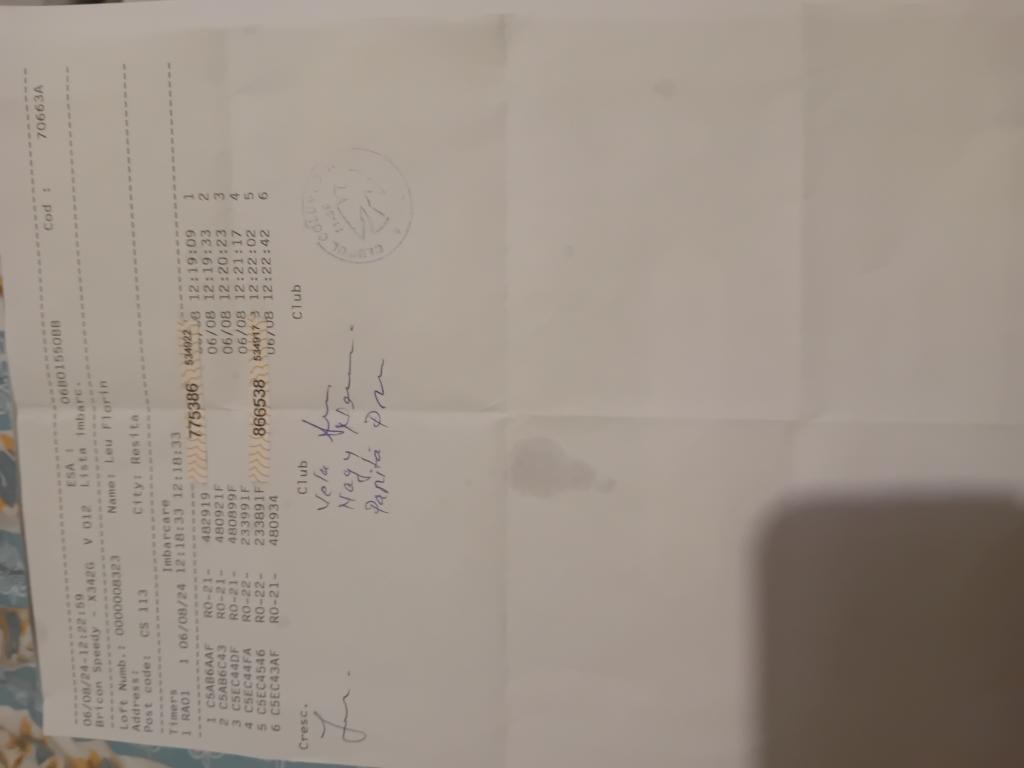 Cod : 70663A
ESA : 06B01550BB
06/08/24-12:22:59
Bricon Speedy - X342G V 012 Lista imbarc.
Loft Numb.: 0000008323 Name: Leu Florin
Address:
Post code: CS 113 City: Resita
Imbarcare
Timers
1 RA01 1 06/08/24 12:18:33 12:18:33
1 C5AB6AAF RO-21- 482919 775386 534922 12:19:09 1
2 C5AB6C43 RO-21- 480921F 06/08 12:19:33 2
3 C5EC44DF RO-21- 480899F 06/08 12:20:23 3
4 C5EC44FA RO-22- 233991F 06/08 12:21:17 4
5 C5EC4546 RO-22- 233891F 866538 534917 12:22:02 5
6 C5EC43AF RO-21- 480934 06/08 12:22:42 6
Cresc. Club Club
Vela
Nagy